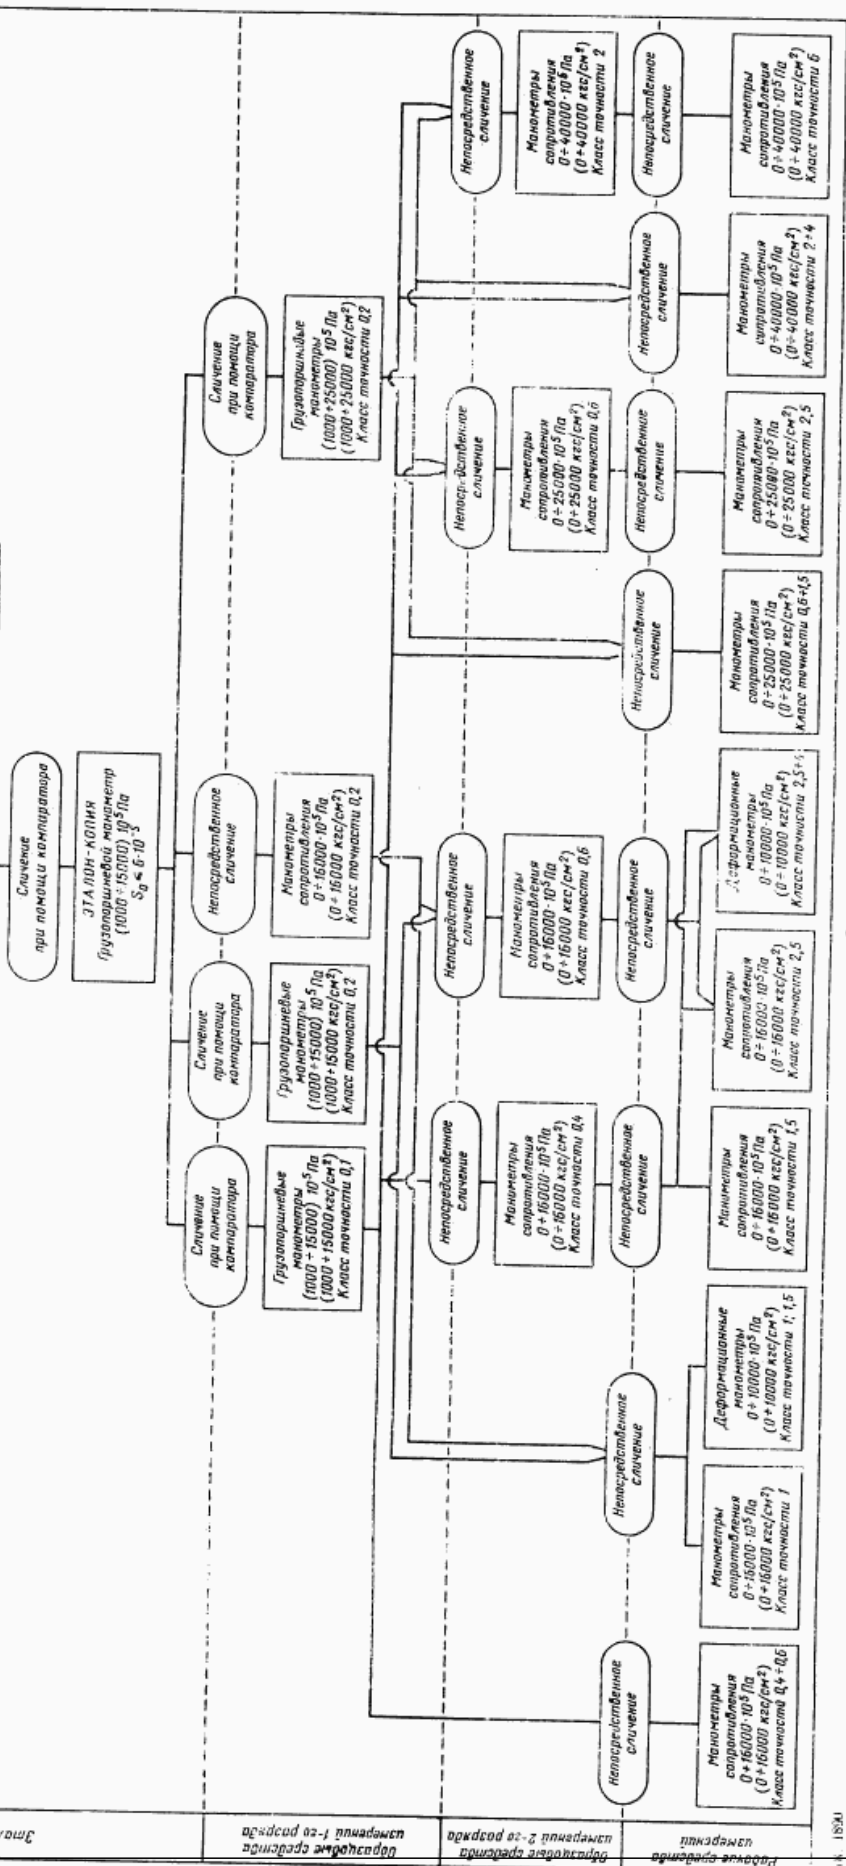 Сличение
при помощи компаратора
ЭТАЛОН-КОПИЯ
Грузопоршневой манометр
(1000÷15000) 10⁵ Па
S₀ ≤ 6·10⁻⁵
Сличение
при помощи
компаратора
Сличение
при помощи
компаратора
Непосредственное
сличение
Сличение
при помощи
компаратора
Образцовые средства
измерений 1-го разряда
Грузопоршневые
манометры
(1000÷15000) 10⁵ Па
(1000÷15000 кгс/см²)
Класс точности 0,1
Грузопоршневые
манометры
(1000÷15000) 10⁵ Па
(1000÷15000 кгс/см²)
Класс точности 0,2
Манометры
сопротивления
0÷16000·10⁵ Па
(0÷16000 кгс/см²)
Класс точности 0,2
Грузопоршневые
манометры
(1000÷25000) 10⁵ Па
(1000÷25000 кгс/см²)
Класс точности 0,2
Образцовые средства
измерений 2-го разряда
Непосредственное
сличение
Непосредственное
сличение
Непосредственное
сличение
Непосредственное
сличение
Манометры
сопротивления
0÷16000·10⁵ Па
(0÷16000 кгс/см²)
Класс точности 0,4
Манометры
сопротивления
0÷16000·10⁵ Па
(0÷16000 кгс/см²)
Класс точности 0,6
Манометры
сопротивления
0÷25000·10⁵ Па
(0÷25000 кгс/см²)
Класс точности 0,6
Манометры
сопротивления
0÷40000·10⁵ Па
(0÷40000 кгс/см²)
Класс точности 2
Рабочие средства
измерений
Непосредственное
сличение
Непосредственное
сличение
Непосредственное
сличение
Непосредственное
сличение
Непосредственное
сличение
Непосредственное
сличение
Непосредственное
сличение
Непосредственное
сличение
Манометры
сопротивления
0÷16000·10⁵ Па
(0÷16000 кгс/см²)
Класс точности 0,4÷0,6
Манометры
сопротивления
0÷16000·10⁵ Па
(0÷16000 кгс/см²)
Класс точности 1
Деформационные
манометры
0÷10000·10⁵ Па
(0÷10000 кгс/см²)
Класс точности 1; 1,5
Манометры
сопротивления
0÷16000·10⁵ Па
(0÷16000 кгс/см²)
Класс точности 1,5
Манометры
сопротивления
0÷16000·10⁵ Па
(0÷16000 кгс/см²)
Класс точности 2,5
Деформационные
манометры
0÷10000·10⁵ Па
(0÷10000 кгс/см²)
Класс точности
Манометры
сопротивления
0÷25000·10⁵ Па
(0÷25000 кгс/см²)
Класс точности 0,6÷1,5
Манометры
сопротивления
0÷25000·10⁵ Па
(0÷25000 кгс/см²)
Класс точности 2,5
Манометры
сопротивления
0÷40000·10⁵ Па
(0÷40000 кгс/см²)
Класс точности 2÷4
Манометры
сопротивления
0÷40000·10⁵ Па
(0÷40000 кгс/см²)
Класс точности 6